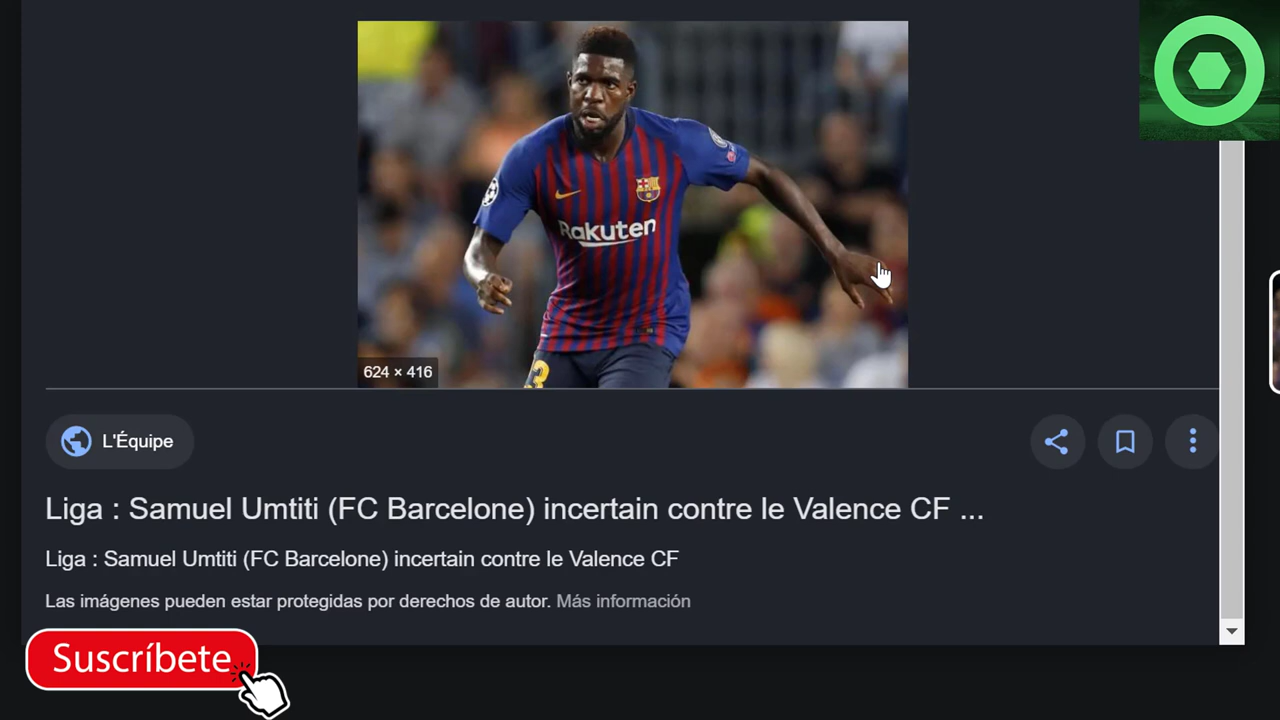 Rakuten
3
624 × 416
L'Équipe
Liga : Samuel Umtiti (FC Barcelone) incertain contre le Valence CF ...
Liga : Samuel Umtiti (FC Barcelone) incertain contre le Valence CF
Las imágenes pueden estar protegidas por derechos de autor. Más información
Suscríbete